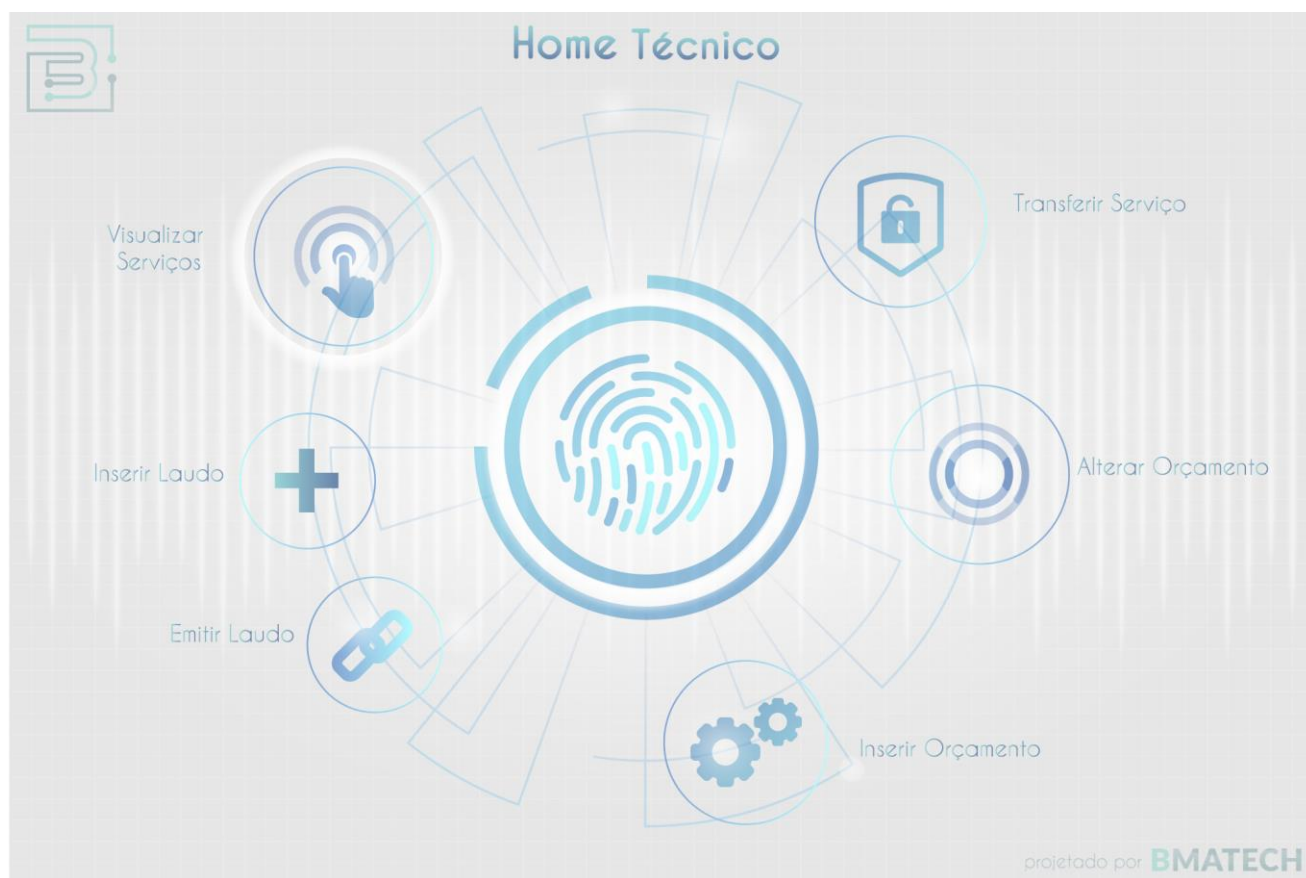 Home Técnico
Visualizar
Serviços
Transferir Serviço
Inserir Laudo
Alterar Orçamento
Emitir Laudo
Inserir Orçamento
projetado por BMATECH